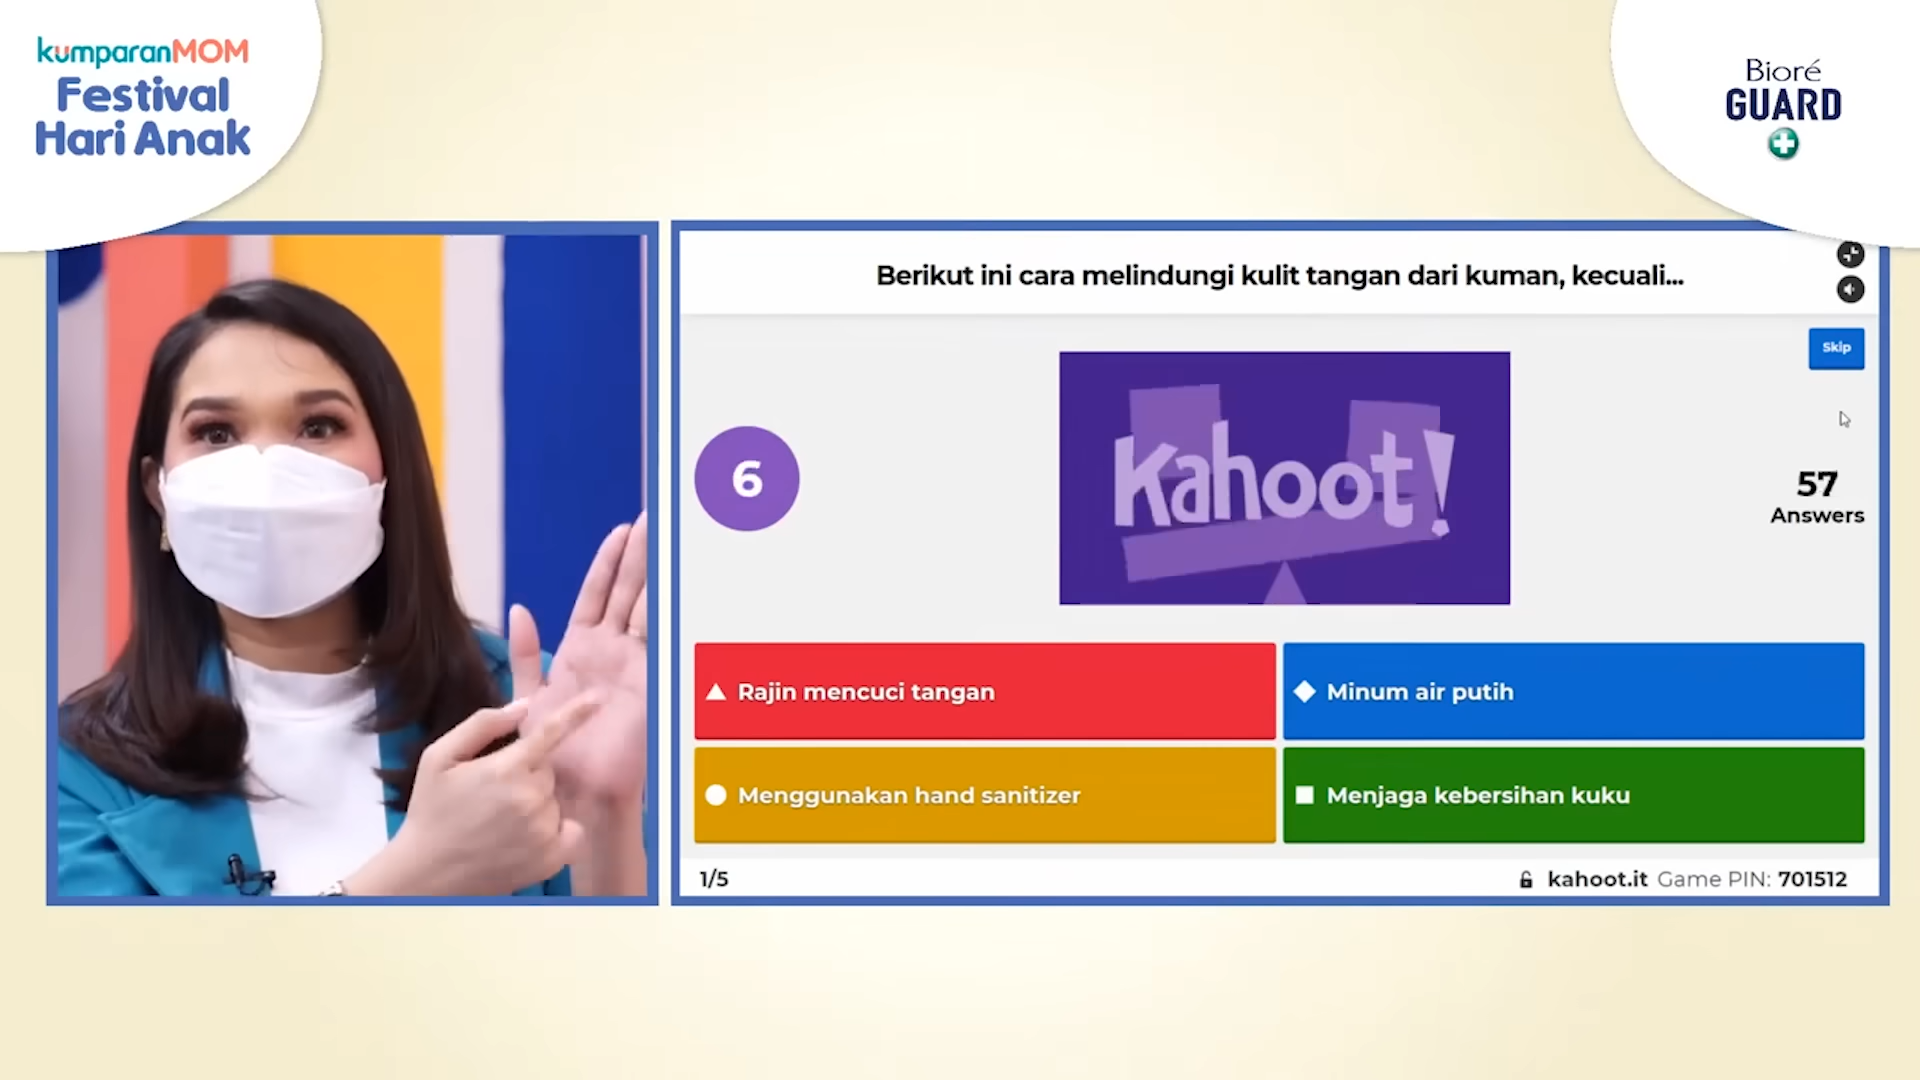 kumparanMOM
Festival
Hari Anak
Bioré
GUARD
Berikut ini cara melindungi kulit tangan dari kuman, kecuali...
Skip
6
Kahoot!
57
Answers
Rajin mencuci tangan
Minum air putih
Menggunakan hand sanitizer
Menjaga kebersihan kuku
1/5
kahoot.it Game PIN: 701512